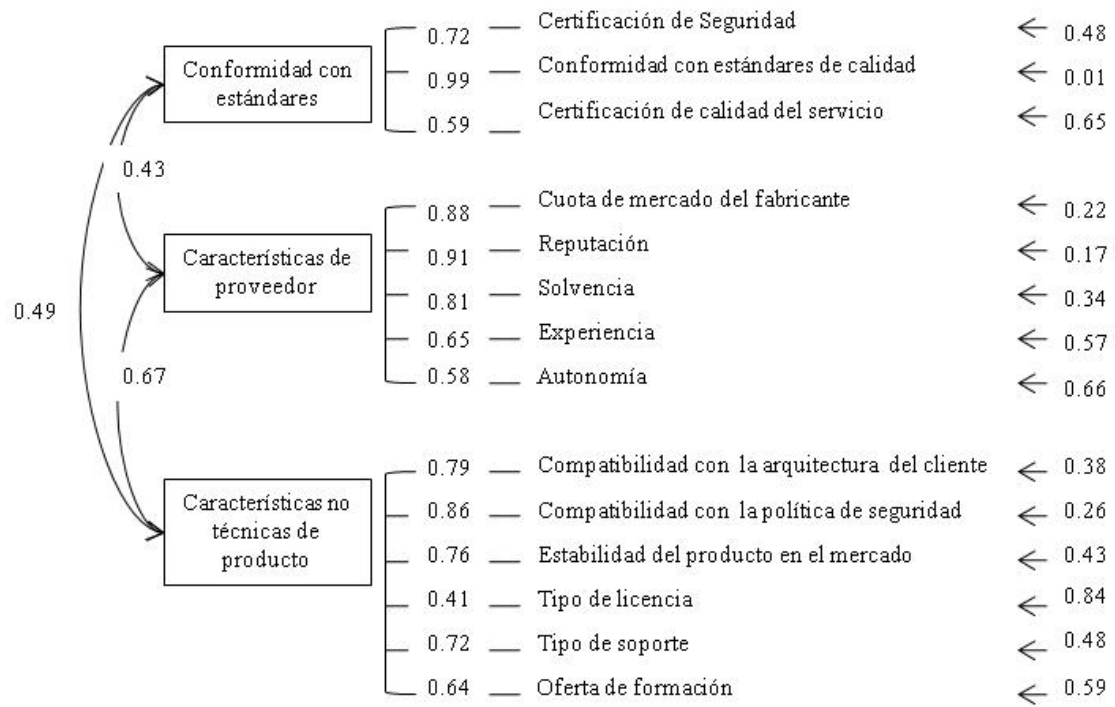 0.72 Certificación de Seguridad 0.48
Conformidad con
estándares
0.99 Conformidad con estándares de calidad 0.01
0.59 Certificación de calidad del servicio 0.65
0.43
0.88 Cuota de mercado del fabricante 0.22
0.91 Reputación 0.17
Características de
proveedor
0.81 Solvencia 0.34
0.49
0.65 Experiencia 0.57
0.67
0.58 Autonomía 0.66
0.79 Compatibilidad con la arquitectura del cliente 0.38
Características no
técnicas de
producto
0.86 Compatibilidad con la política de seguridad 0.26
0.76 Estabilidad del producto en el mercado 0.43
0.41 Tipo de licencia 0.84
0.72 Tipo de soporte 0.48
0.64 Oferta de formación 0.59